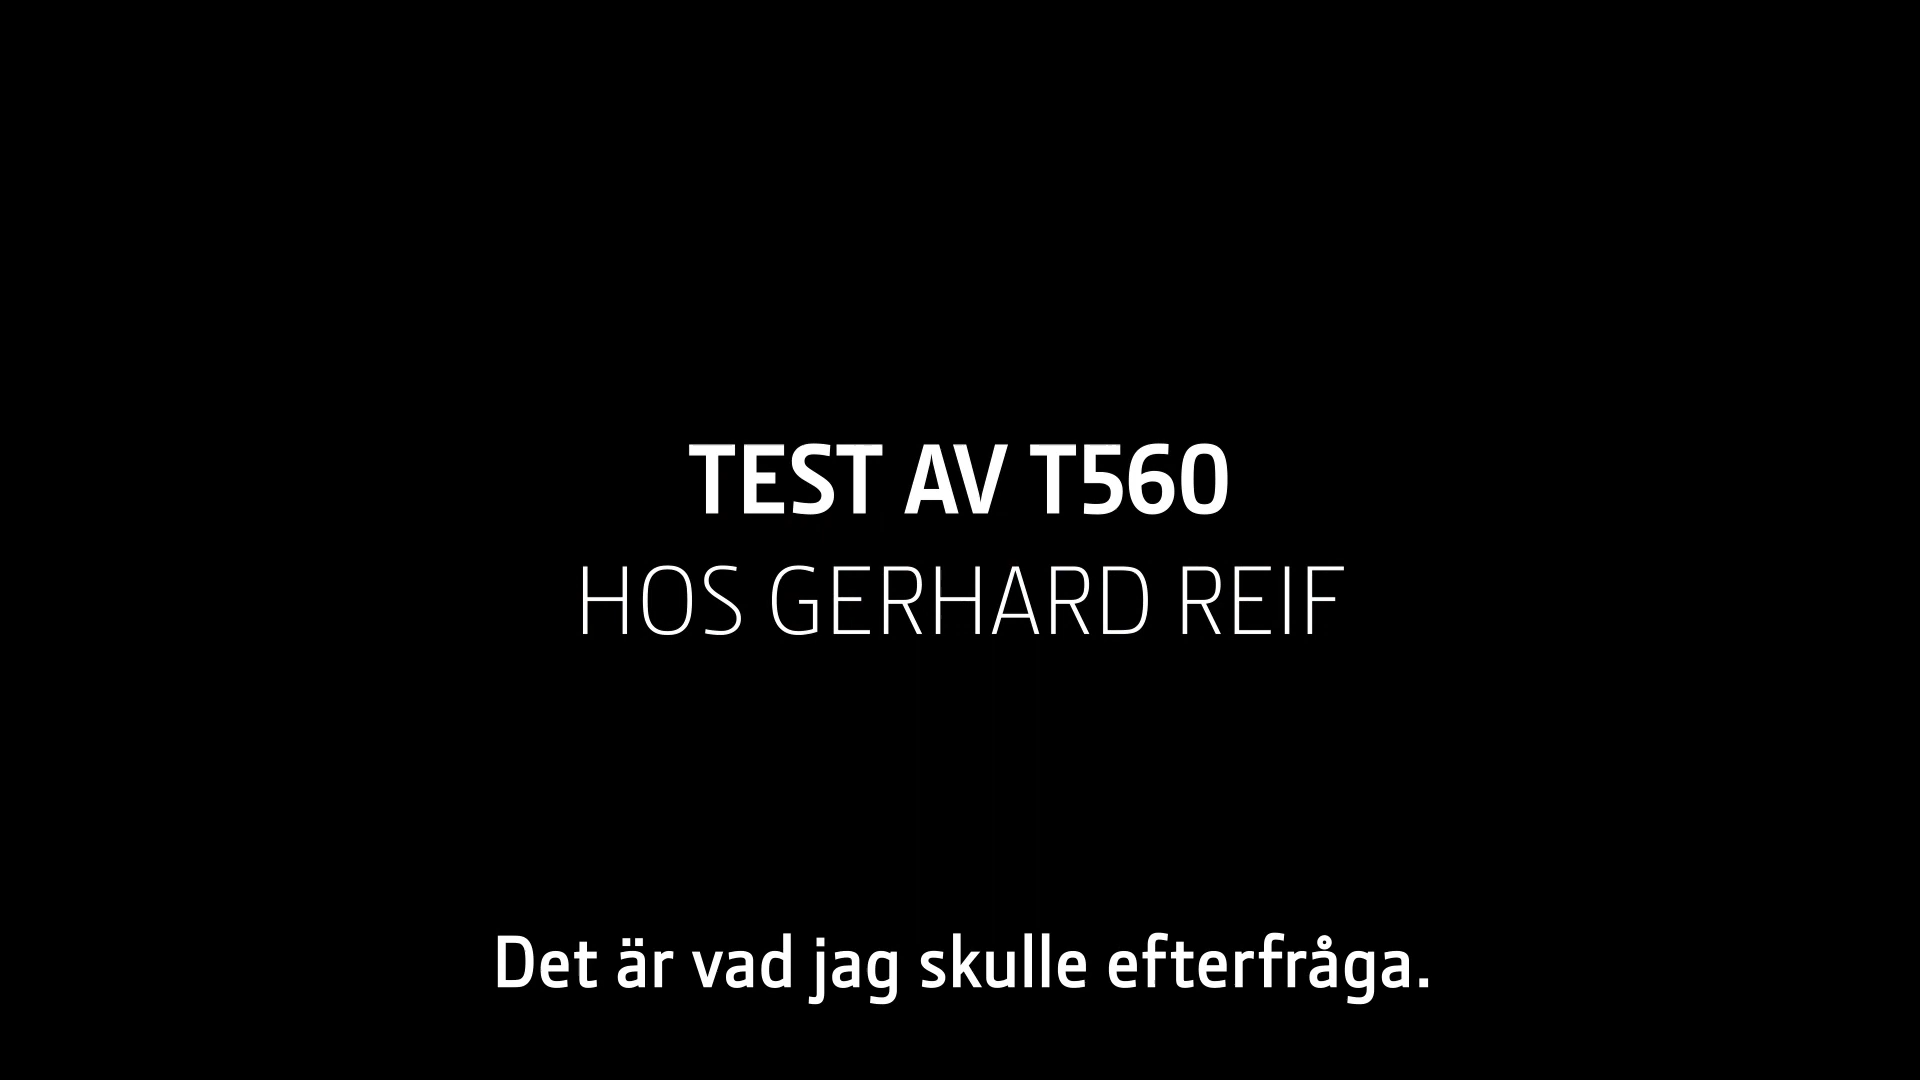 TEST AV T560
HOS GERHARD REIF
Det är vad jag skulle efterfråga.